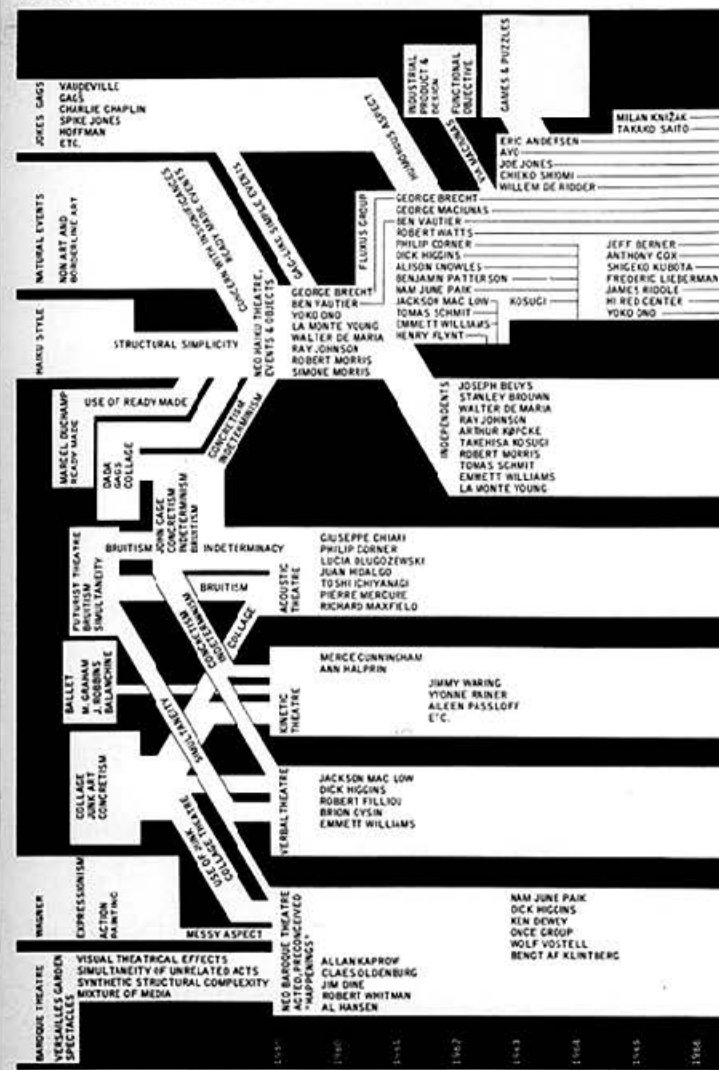 JOKES GAGS
VAUDEVILLE
GAGS
CHARLIE CHAPLIN
SPIKE JONES
HOFFMAN
ETC.
NATURAL EVENTS
NON ART AND
BORDERLINE ART
HAIKU STYLE
STRUCTURAL SIMPLICITY
MARCEL DUCHAMP
READY MADE
USE OF READY MADE
DADA
GAGS
COLLAGE
CONCERN WITH INSIGNIFICANCES
READY MADE EVENTS
GAG-LIKE SIMPLE EVENTS
HUMOROUS ASPECT
VIA MACIUNAS
INDUSTRIAL
PRODUCT &
DESIGN
FUNCTIONAL
OBJECTIVE
GAMES & PUZZLES
MILAN KNIŽAK
TAKAKO SAITO
ERIC ANDERSEN
AYO
JOE JONES
CHIEKO SHIOMI
WILLEM DE RIDDER
FLUXUS GROUP
GEORGE BRECHT
GEORGE MACIUNAS
BEN VAUTIER
ROBERT WATTS
PHILIP CORNER
DICK HIGGINS
ALISON KNOWLES
BENJAMIN PATTERSON
NAM JUNE PAIK
JACKSON MAC LOW
KOSUGI
TOMAS SCHMIT
EMMETT WILLIAMS
HENRY FLYNT
JEFF BERNER
ANTHONY COX
SHIGEKO KUBOTA
FREDERIC LIEBERMAN
JAMES RIDDLE
HI RED CENTER
YOKO ONO
NEO HAIKU THEATRE,
EVENTS & OBJECTS
GEORGE BRECHT
BEN VAUTIER
YOKO ONO
LA MONTE YOUNG
WALTER DE MARIA
RAY JOHNSON
ROBERT MORRIS
SIMONE MORRIS
INDEPENDENTS
JOSEPH BEUYS
STANLEY BROUWN
WALTER DE MARIA
RAY JOHNSON
ARTHUR KØPCKE
TAKEHISA KOSUGI
ROBERT MORRIS
TOMAS SCHMIT
EMMETT WILLIAMS
LA MONTE YOUNG
CONCRETISM
INDETERMINISM
JOHN CAGE
CONCRETISM
INDETERMINISM
BRUITISM
FUTURIST THEATRE
BRUITISM
SIMULTANEITY
BRUITISM
INDETERMINACY
BRUITISM
COLLAGE
CONCRETISM
INDETERMINISM
ACOUSTIC
THEATRE
GIUSEPPE CHIARI
PHILIP CORNER
LUCIA DLUGOZEWSKI
JUAN HIDALGO
TOSHI ICHIYANAGI
PIERRE MERCURE
RICHARD MAXFIELD
BALLET
M. GRAHAM
J. ROBBINS
BALANCHINE
KINETIC
THEATRE
MERCE CUNNINGHAM
ANN HALPRIN
JIMMY WARING
YVONNE RAINER
AILEEN PASSLOFF
ETC.
SIMULTANEITY
COLLAGE
JUNK ART
CONCRETISM
USE OF JUNK
COLLAGE THEATRE
VERBAL THEATRE
JACKSON MAC LOW
DICK HIGGINS
ROBERT FILLIOU
BRION GYSIN
EMMETT WILLIAMS
WAGNER
EXPRESSIONISM
ACTION
PAINTING
MESSY ASPECT
BAROQUE THEATRE
VERSAILLES GARDEN
SPECTACLES
VISUAL THEATRICAL EFFECTS
SIMULTANEITY OF UNRELATED ACTS
SYNTHETIC STRUCTURAL COMPLEXITY
MIXTURE OF MEDIA
NEO BAROQUE THEATRE
ACTED, PRECONCEIVED
"HAPPENINGS"
ALLAN KAPROW
CLAES OLDENBURG
JIM DINE
ROBERT WHITMAN
AL HANSEN
NAM JUNE PAIK
DICK HIGGINS
KEN DEWEY
ONCE GROUP
WOLF VOSTELL
BENGT AF KLINTBERG
1959
1960
1961
1962
1963
1964
1965
1966